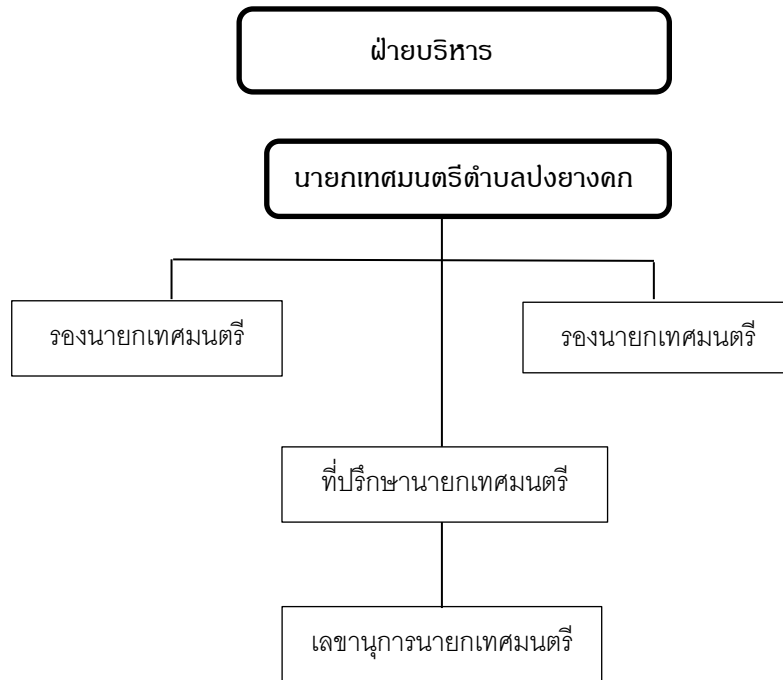 ฝ่ายบริหาร
นายกเทศมนตรีตำบลปงยางคก
รองนายกเทศมนตรี
รองนายกเทศมนตรี
ที่ปรึกษานายกเทศมนตรี
เลขานุการนายกเทศมนตรี